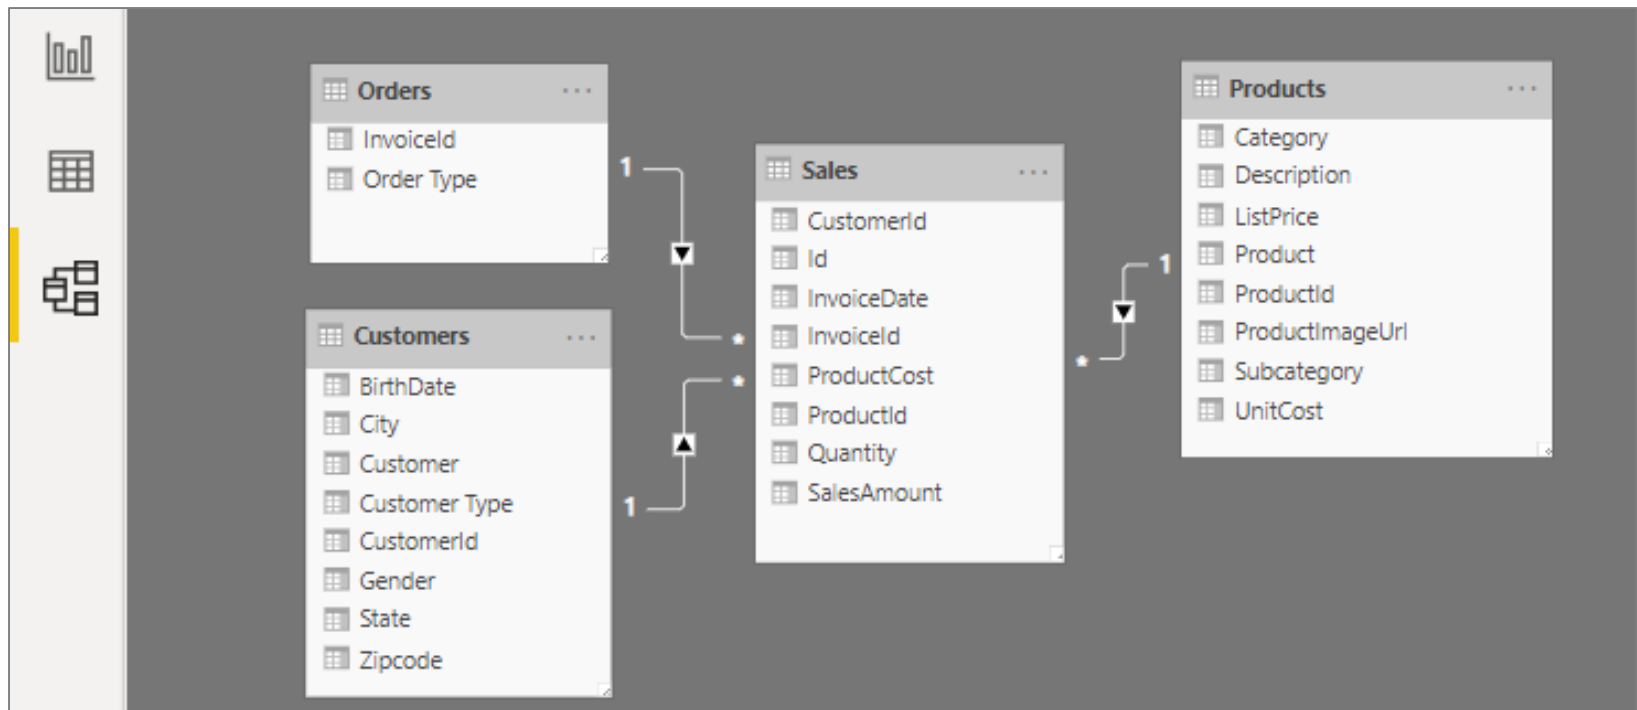 Orders
InvoiceId
Order Type
1
Customers
BirthDate
City
Customer
Customer Type
CustomerId
Gender
State
Zipcode
1
Sales
CustomerId
Id
InvoiceDate
InvoiceId
ProductCost
ProductId
Quantity
SalesAmount
*
*
*
1
Products
Category
Description
ListPrice
Product
ProductId
ProductImageUrl
Subcategory
UnitCost